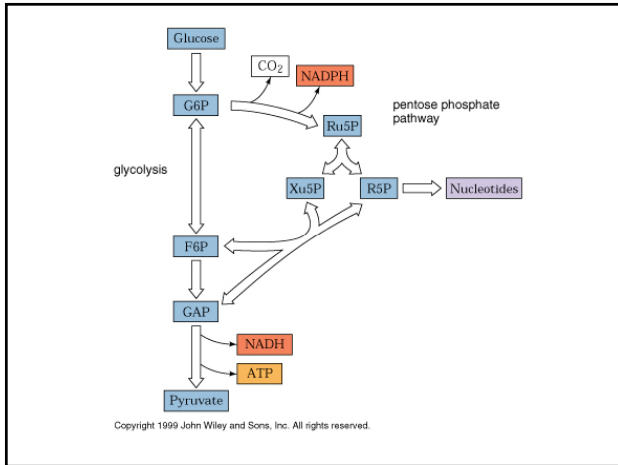 Glucose
CO₂
NADPH
G6P
pentose phosphate
pathway
Ru5P
glycolysis
Xu5P
R5P
Nucleotides
F6P
GAP
NADH
ATP
Pyruvate
Copyright 1999 John Wiley and Sons, Inc. All rights reserved.